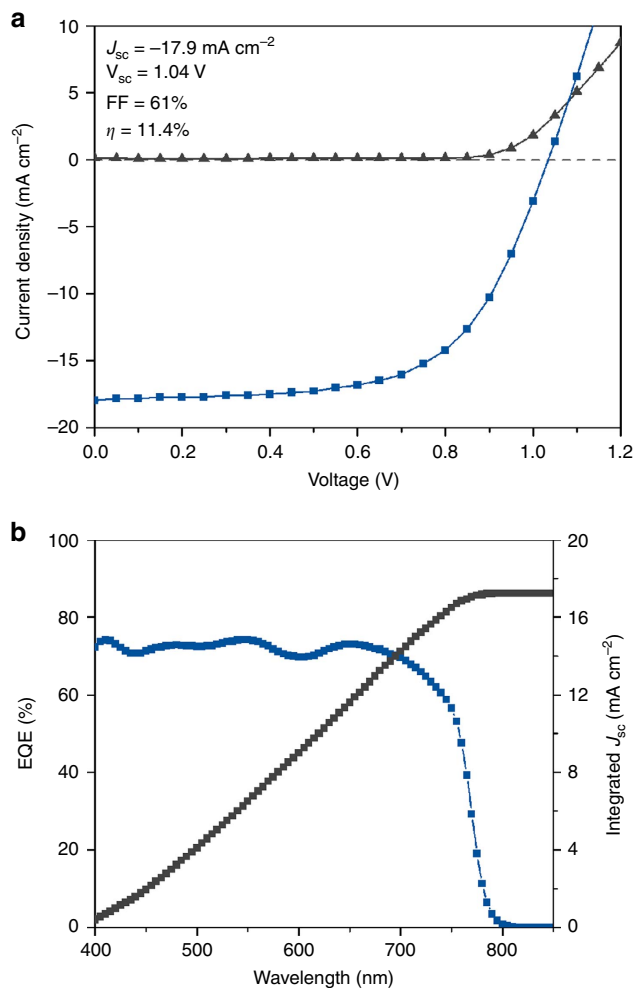 a
J_sc = –17.9 mA cm⁻²
V_sc = 1.04 V
FF = 61%
η = 11.4%
10
5
0
–5
–10
–15
–20
Current density (mA cm⁻²)
0.0 0.2 0.4 0.6 0.8 1.0 1.2
Voltage (V)
b
100
80
60
40
20
0
EQE (%)
20
16
12
8
4
0
Integrated J_sc (mA cm⁻²)
400 500 600 700 800
Wavelength (nm)